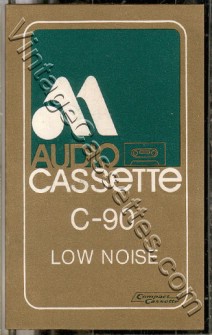 M
AUDIO
CASSette
C-90
LOW NOISE
Compact
Cassette
VintageCassettes.com